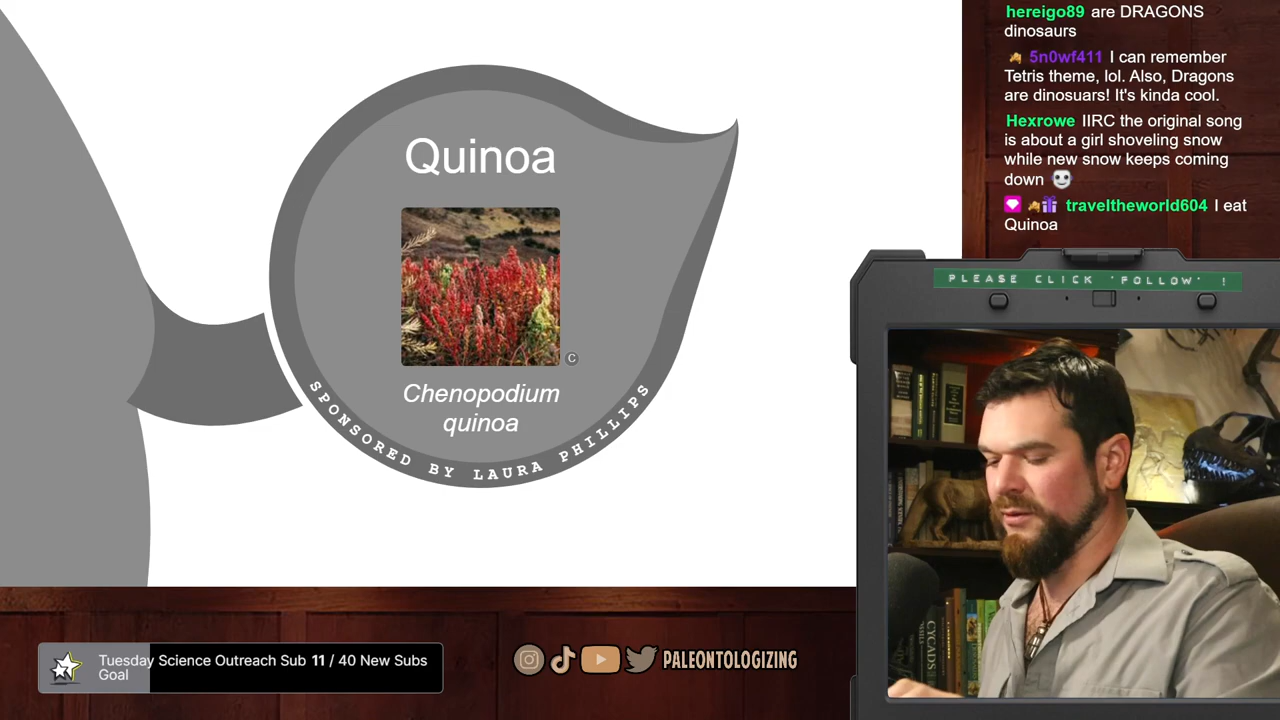 hereigo89 are DRAGONS
dinosaurs
5n0wf411 I can remember
Tetris theme, lol. Also, Dragons
are dinosuars! It's kinda cool.
Hexrowe IIRC the original song
is about a girl shoveling snow
while new snow keeps coming
down
traveltheworld604 I eat
Quinoa
Quinoa
C
Chenopodium
quinoa
SPONSORED BY LAURA PHILLIPS
PLEASE CLICK 'FOLLOW' !
CYCADS
Tuesday Science Outreach Sub 11 / 40 New Subs
Goal
PALEONTOLOGIZING